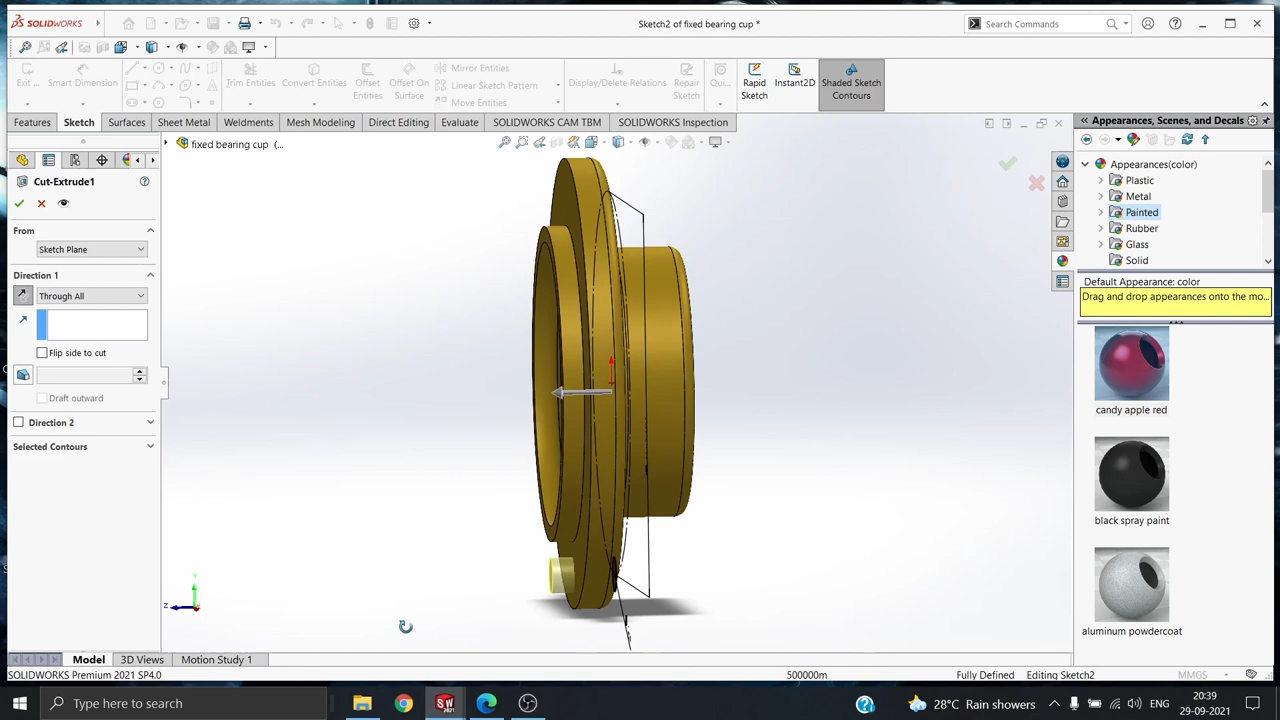 SOLIDWORKS
Sketch2 of fixed bearing cup *
Search Commands
Exit ...
Smart Dimension
Trim Entities
Convert Entities
Offset Entities
Offset On Surface
Mirror Entities
Linear Sketch Pattern
Move Entities
Display/Delete Relations
Repair Sketch
Qui...
Rapid Sketch
Instant2D
Shaded Sketch Contours
Features
Sketch
Surfaces
Sheet Metal
Weldments
Mesh Modeling
Direct Editing
Evaluate
SOLIDWORKS CAM TBM
SOLIDWORKS Inspection
Appearances, Scenes, and Decals
fixed bearing cup (...
Cut-Extrude1
From
Sketch Plane
Direction 1
Through All
Flip side to cut
Draft outward
Direction 2
Selected Contours
Appearances(color)
Plastic
Metal
Painted
Rubber
Glass
Solid
Default Appearance: color
Drag and drop appearances onto the mo...
candy apple red
black spray paint
aluminum powdercoat
Y
Z
Model
3D Views
Motion Study 1
SOLIDWORKS Premium 2021 SP4.0
500000m
Fully Defined
Editing Sketch2
MMGS
Type here to search
SW
2021
28°C Rain showers
ENG
20:39
29-09-2021